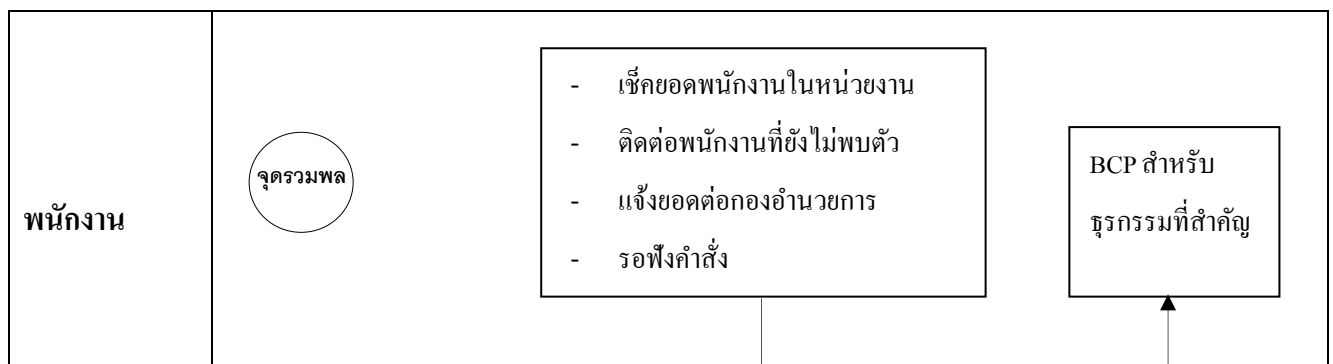 พนักงาน
จุดรวมพล
- เช็คยอดพนักงานในหน่วยงาน
- ติดต่อพนักงานที่ยังไม่พบตัว
- แจ้งยอดต่อกองอำนวยการ
- รอฟังคำสั่ง
BCP สำหรับ
ธุรกรรมที่สำคัญ